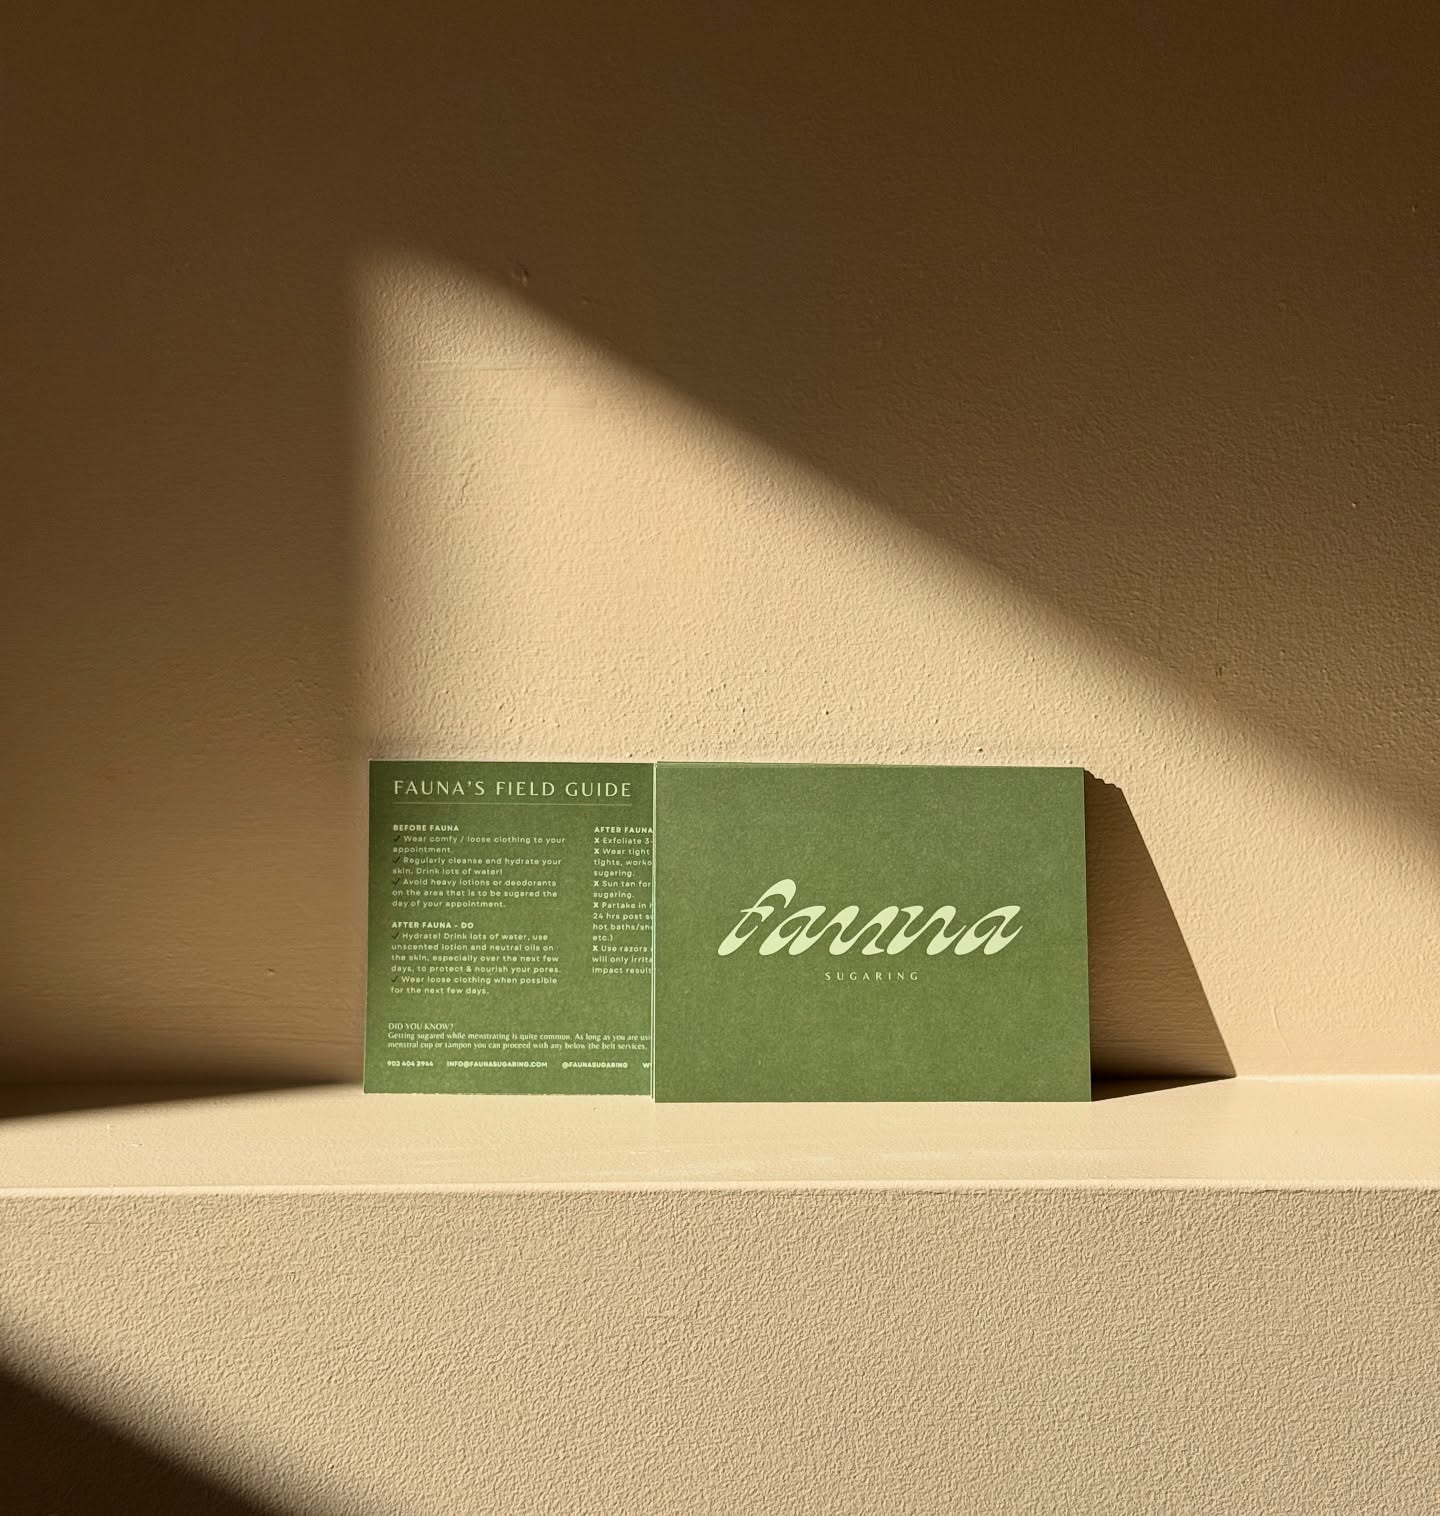 FAUNA'S FIELD GUIDE
BEFORE FAUNA
✓ Wear comfy / loose clothing to your
appointment.
✓ Regularly cleanse and hydrate your
skin. Drink lots of water!
✓ Avoid heavy lotions or deodorants
on the area that is to be sugared the
day of your appointment.
AFTER FAUNA - DO
✓ Hydrate! Drink lots of water, use
unscented lotion and neutral oils on
the skin, especially over the next few
days, to protect & nourish your pores.
✓ Wear loose clothing when possible
for the next few days.
AFTER FAUNA
X Exfoliate 3-
X Wear tight
tights, worko
sugaring.
X Sun tan for
sugaring.
X Partake in
24 hrs post s
hot baths/sh
etc.)
X Use razors
will only irrita
impact result
DID YOU KNOW?
Getting sugared while menstruating is quite common. As long as you are usi
menstral cup or tampon you can proceed with any below the belt services.
902 404 2944 INFO@FAUNASUGARING.COM @FAUNASUGARING W
fauna
SUGARING